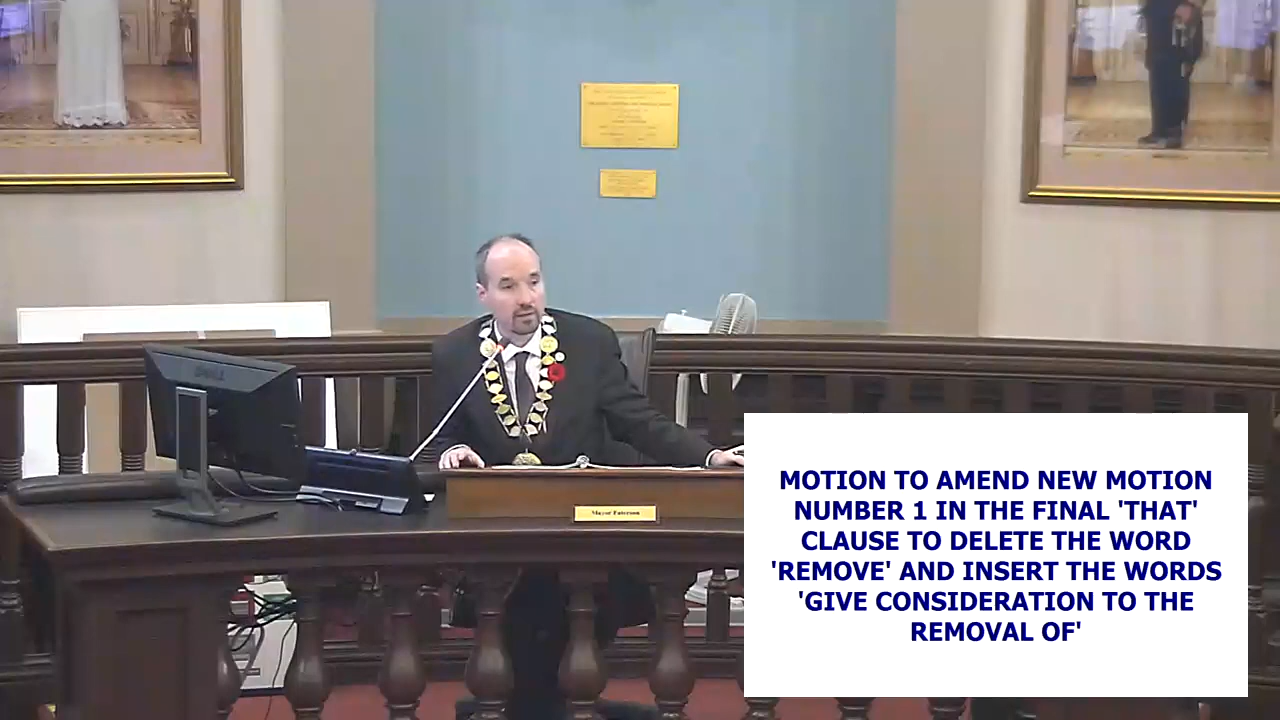 Mayor Paterson
MOTION TO AMEND NEW MOTION
NUMBER 1 IN THE FINAL 'THAT'
CLAUSE TO DELETE THE WORD
'REMOVE' AND INSERT THE WORDS
'GIVE CONSIDERATION TO THE
REMOVAL OF'